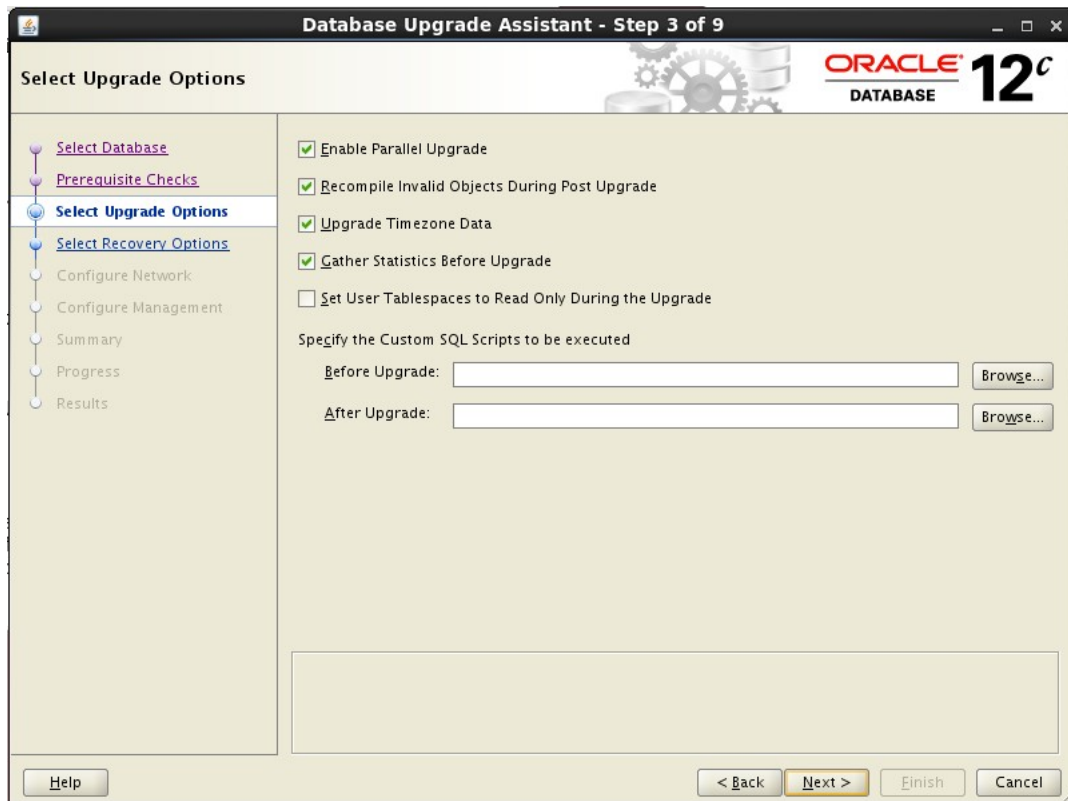 Database Upgrade Assistant - Step 3 of 9
Select Upgrade Options
ORACLE
DATABASE
12c
Select Database
Prerequisite Checks
Select Upgrade Options
Select Recovery Options
Configure Network
Configure Management
Summary
Progress
Results
Enable Parallel Upgrade
Recompile Invalid Objects During Post Upgrade
Upgrade Timezone Data
Gather Statistics Before Upgrade
Set User Tablespaces to Read Only During the Upgrade
Specify the Custom SQL Scripts to be executed
Before Upgrade: Browse...
After Upgrade: Browse...
Help < Back Next > Finish Cancel